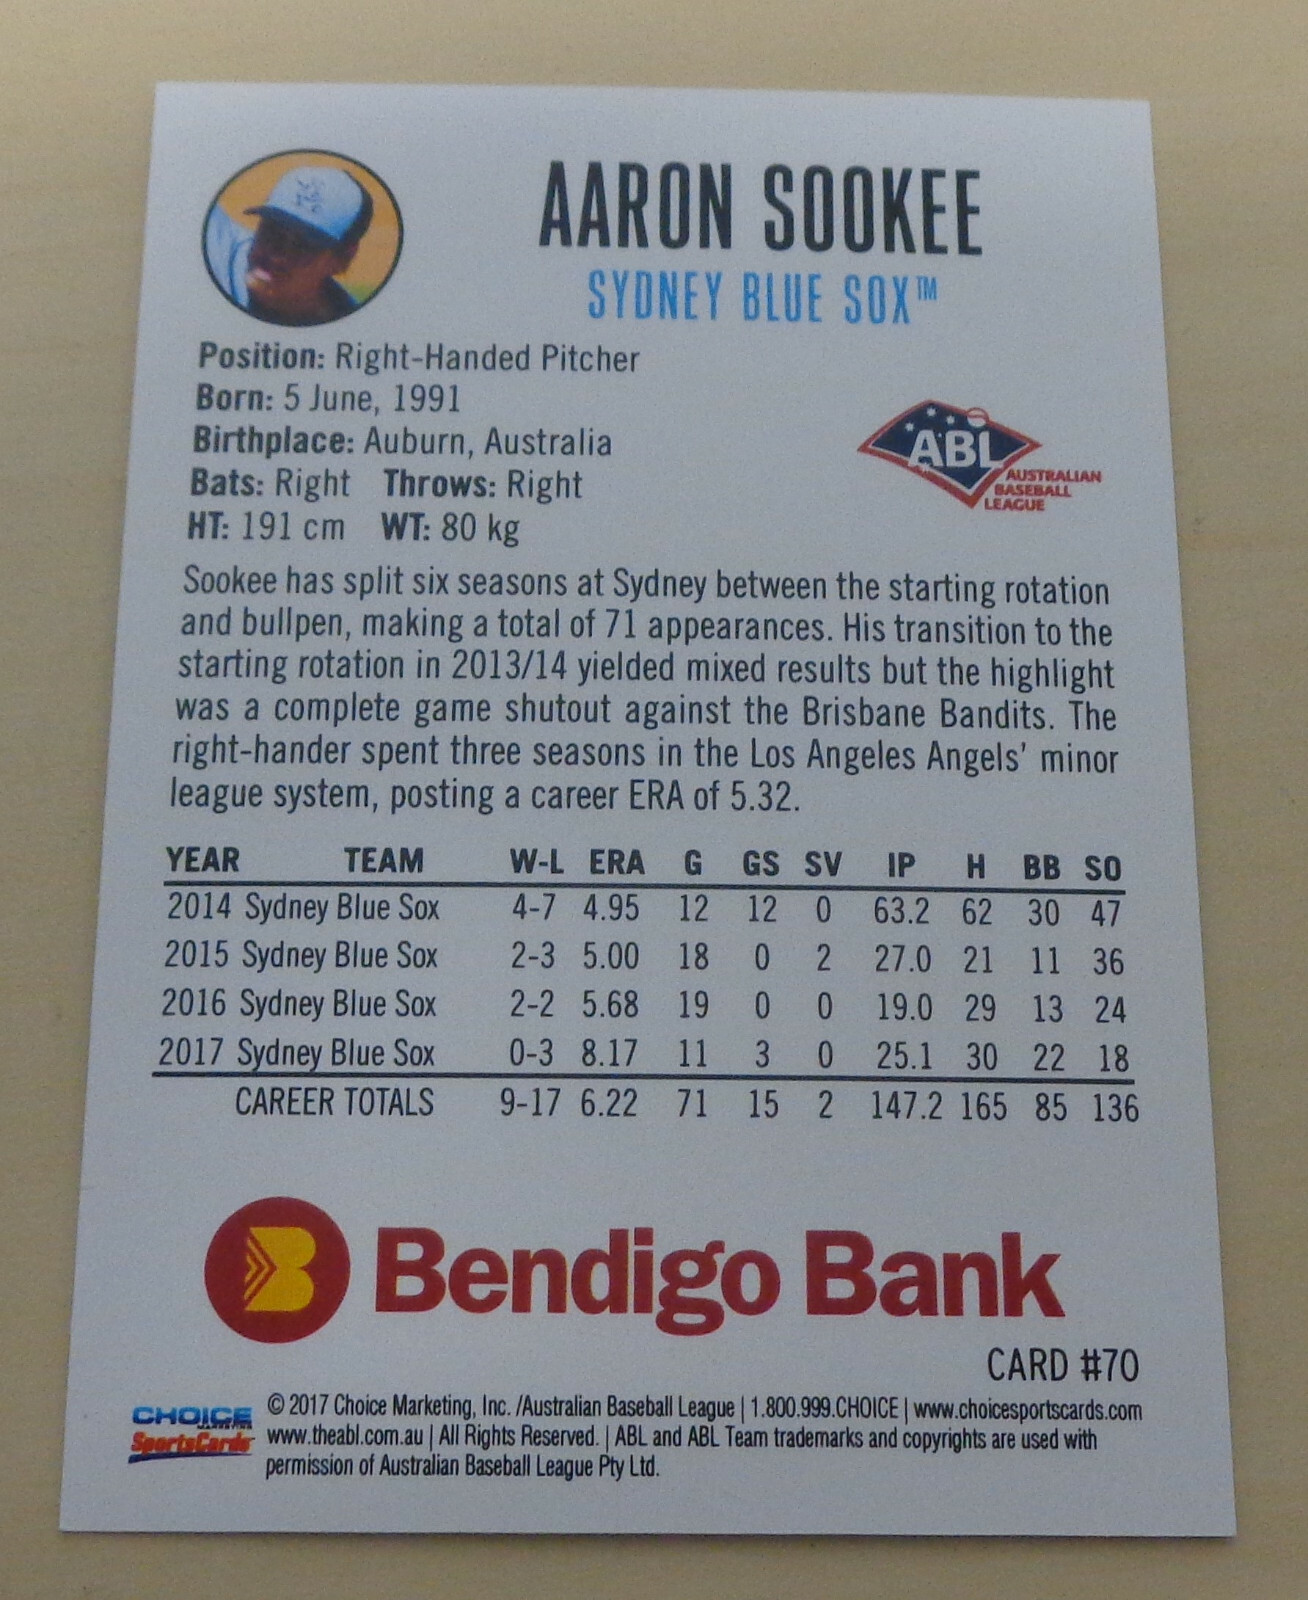 AARON SOOKEE
SYDNEY BLUE SOX™
Position: Right-Handed Pitcher
Born: 5 June, 1991
Birthplace: Auburn, Australia
Bats: Right Throws: Right
HT: 191 cm WT: 80 kg
ABL
AUSTRALIAN
BASEBALL
LEAGUE
Sookee has split six seasons at Sydney between the starting rotation
and bullpen, making a total of 71 appearances. His transition to the
starting rotation in 2013/14 yielded mixed results but the highlight
was a complete game shutout against the Brisbane Bandits. The
right-hander spent three seasons in the Los Angeles Angels' minor
league system, posting a career ERA of 5.32.
YEAR TEAM W-L ERA G GS SV IP H BB SO
2014 Sydney Blue Sox 4-7 4.95 12 12 0 63.2 62 30 47
2015 Sydney Blue Sox 2-3 5.00 18 0 2 27.0 21 11 36
2016 Sydney Blue Sox 2-2 5.68 19 0 0 19.0 29 13 24
2017 Sydney Blue Sox 0-3 8.17 11 3 0 25.1 30 22 18
CAREER TOTALS 9-17 6.22 71 15 2 147.2 165 85 136
Bendigo Bank
CARD #70
CHOICE
MARKETING
SportsCards
© 2017 Choice Marketing, Inc. /Australian Baseball League | 1.800.999.CHOICE | www.choicesportscards.com
www.theabl.com.au | All Rights Reserved. | ABL and ABL Team trademarks and copyrights are used with
permission of Australian Baseball League Pty Ltd.